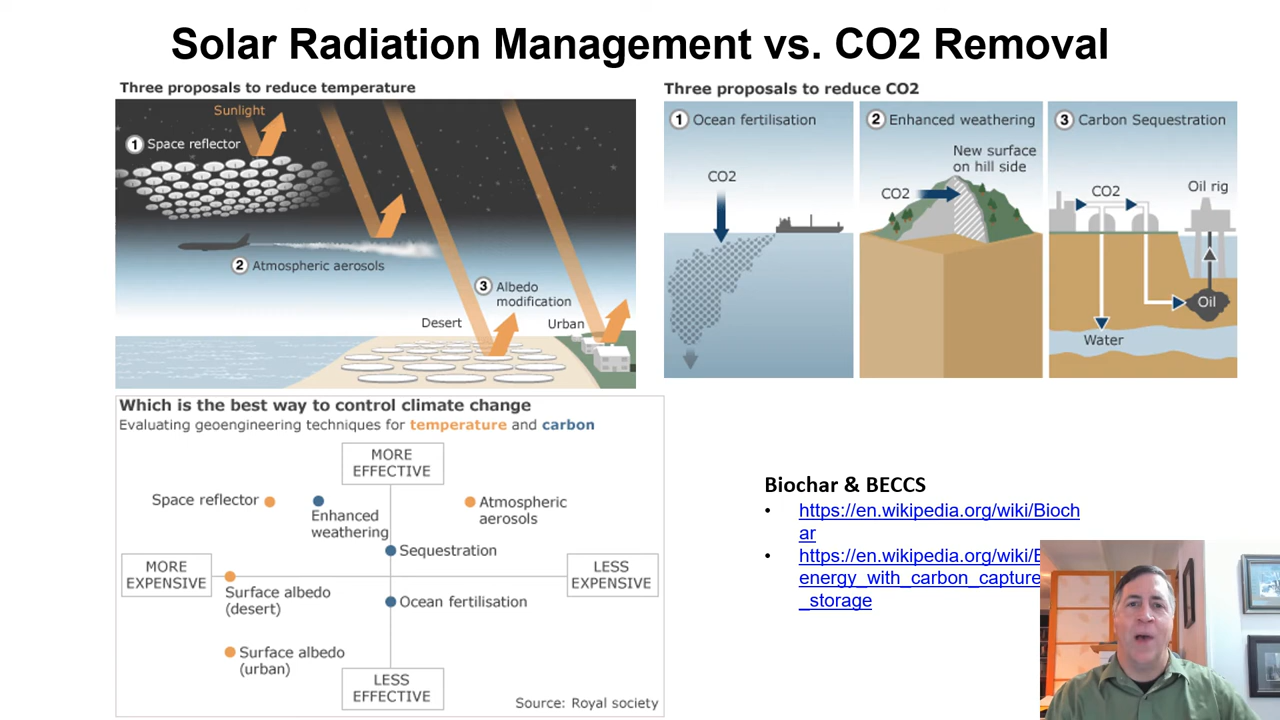 Solar Radiation Management vs. CO2 Removal
Three proposals to reduce temperature
Sunlight
1 Space reflector
2 Atmospheric aerosols
3 Albedo
modification
Desert
Urban
Three proposals to reduce CO2
1 Ocean fertilisation
CO2
2 Enhanced weathering
New surface
on hill side
CO2
3 Carbon Sequestration
CO2
Oil rig
Oil
Water
Which is the best way to control climate change
Evaluating geoengineering techniques for temperature and carbon
MORE
EFFECTIVE
Space reflector
Enhanced
weathering
Atmospheric
aerosols
Sequestration
MORE
EXPENSIVE
LESS
EXPENSIVE
Surface albedo
(desert)
Ocean fertilisation
Surface albedo
(urban)
LESS
EFFECTIVE
Source: Royal society
Biochar & BECCS
• https://en.wikipedia.org/wiki/Bioch
ar
• https://en.wikipedia.org/wiki/
energy_with_carbon_capture
_storage